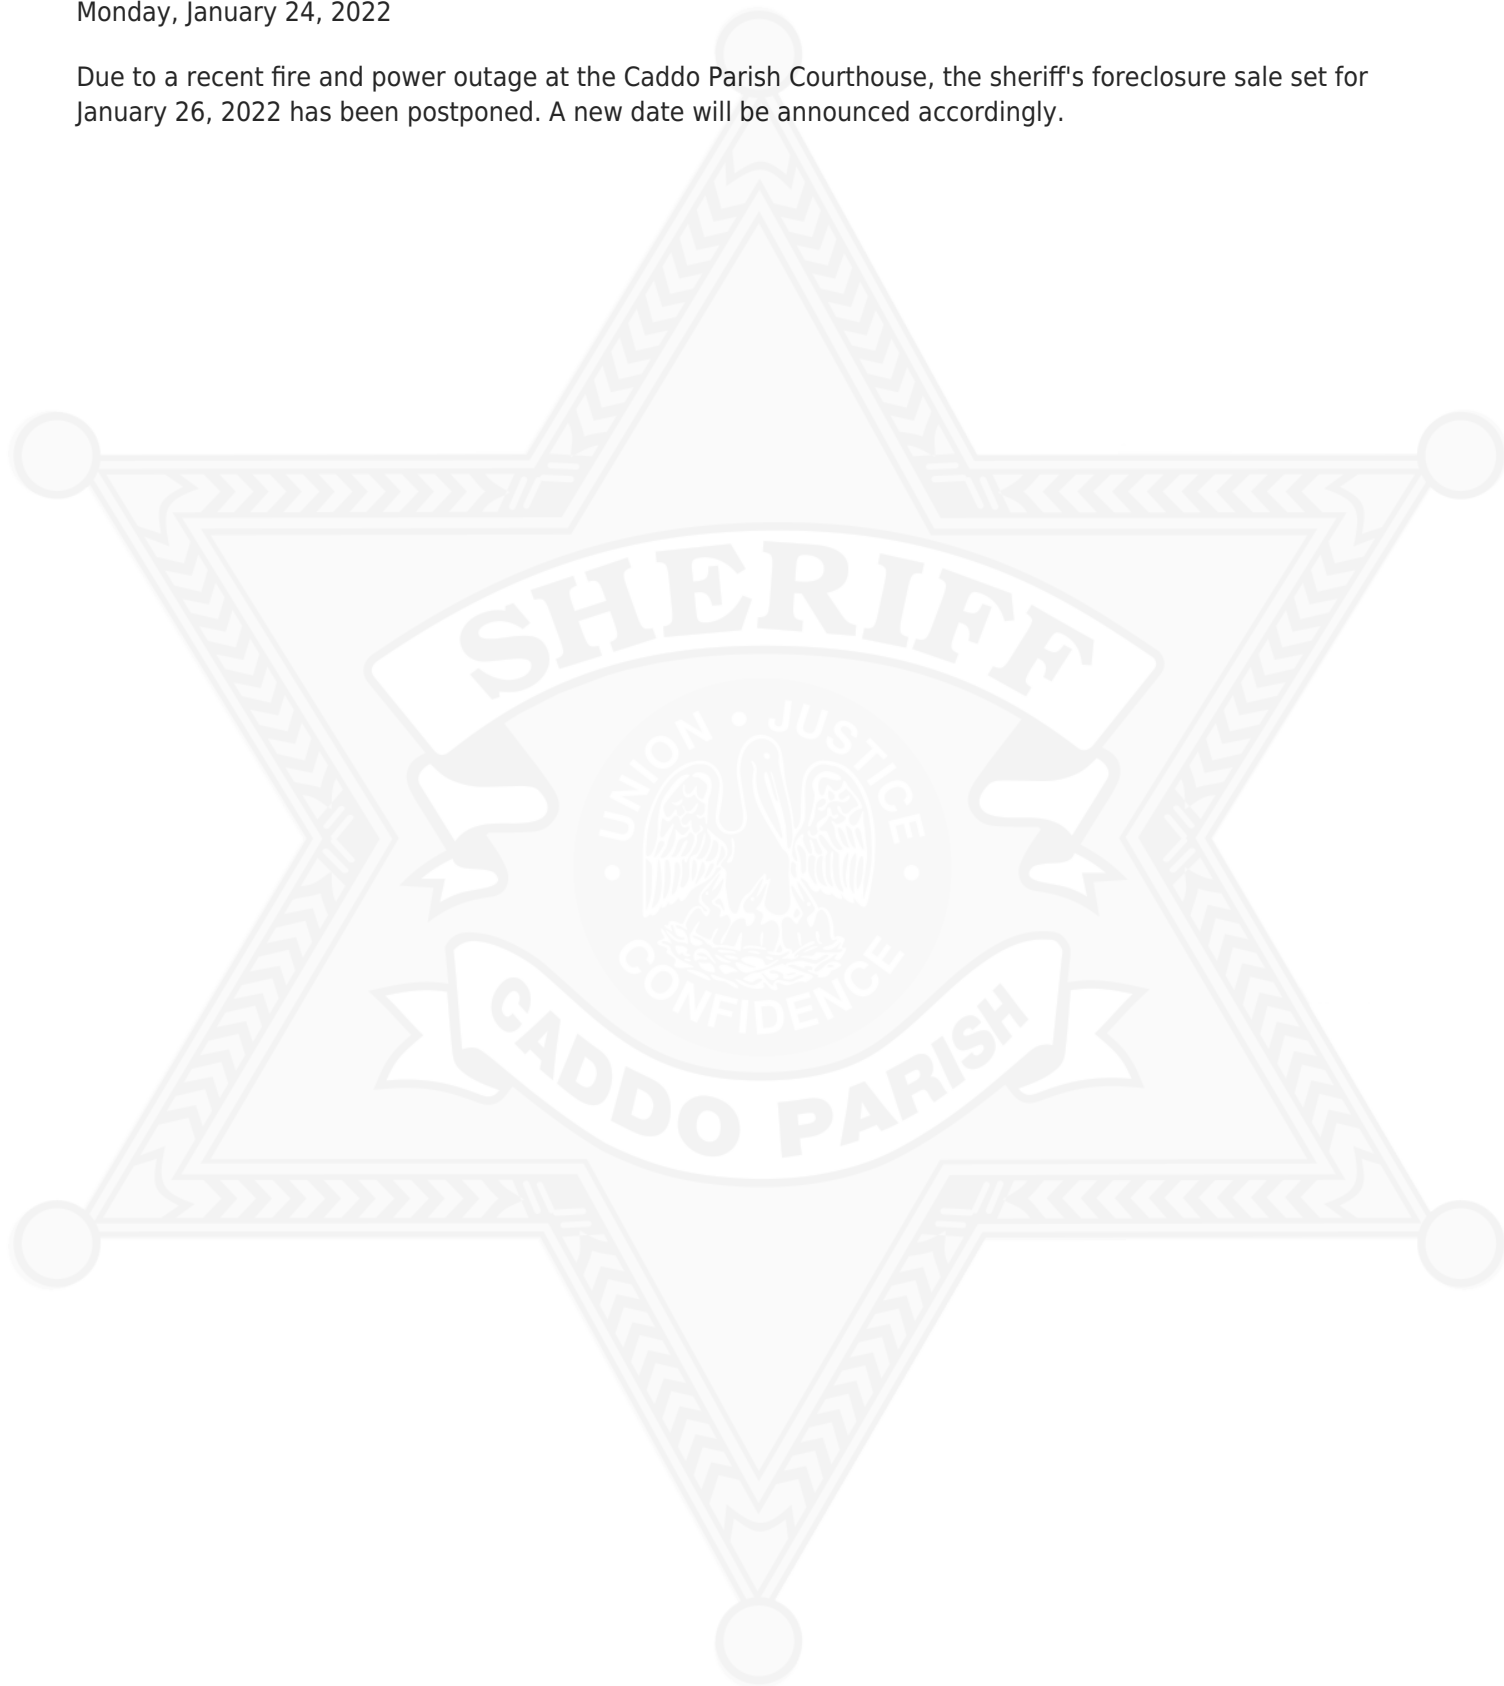 Monday, January 24, 2022
Due to a recent fire and power outage at the Caddo Parish Courthouse, the sheriff's foreclosure sale set for
January 26, 2022 has been postponed. A new date will be announced accordingly.
SHERIFF
UNION • JUSTICE
• CONFIDENCE •
CADDO PARISH